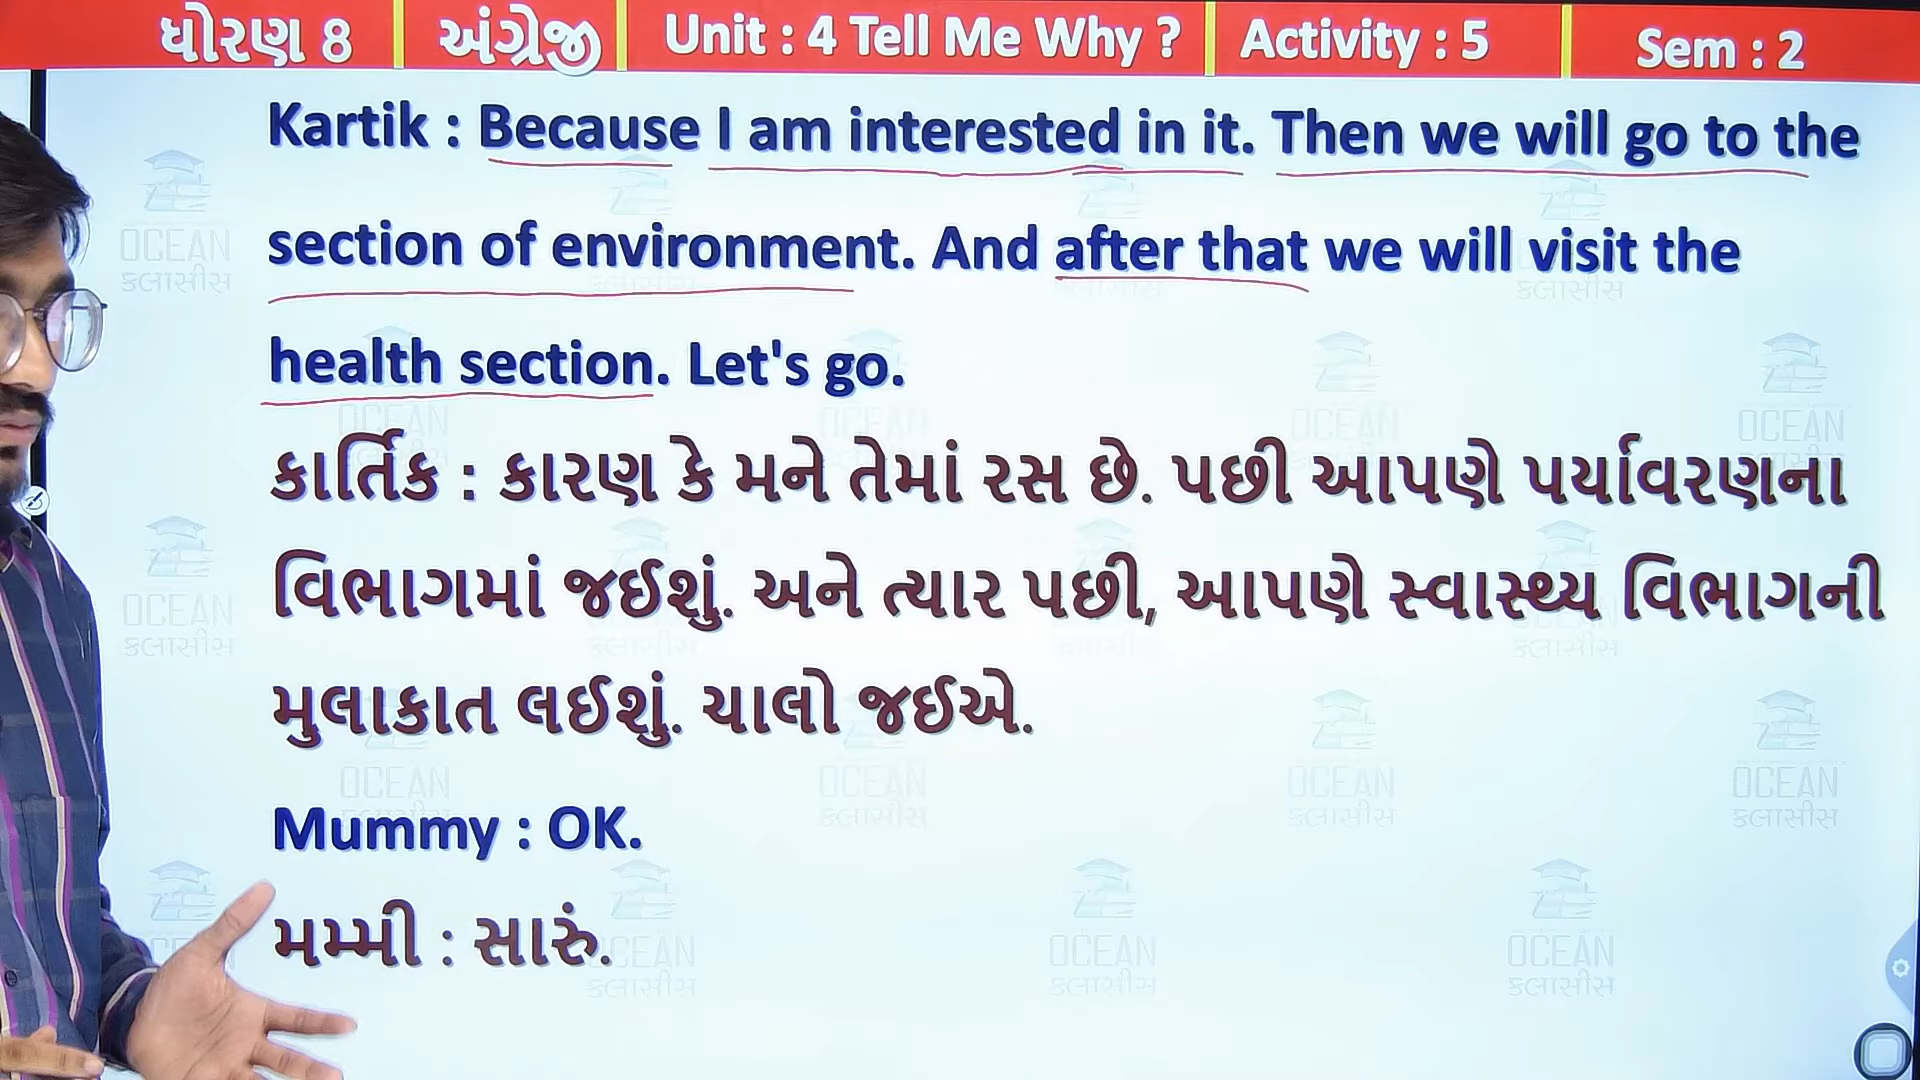 ધોરણ 8 અંગ્રેજી Unit : 4 Tell Me Why ? Activity : 5 Sem : 2
Kartik : Because I am interested in it. Then we will go to the
section of environment. And after that we will visit the
health section. Let's go.
કાર્તિક : કારણ કે મને તેમાં રસ છે. પછી આપણે પર્યાવરણના
વિભાગમાં જઈશું. અને ત્યાર પછી, આપણે સ્વાસ્થ્ય વિભાગની
મુલાકાત લઈશું. ચાલો જઈએ.
Mummy : OK.
મમ્મી : સારું.
OCEAN
ક્લાસીસ